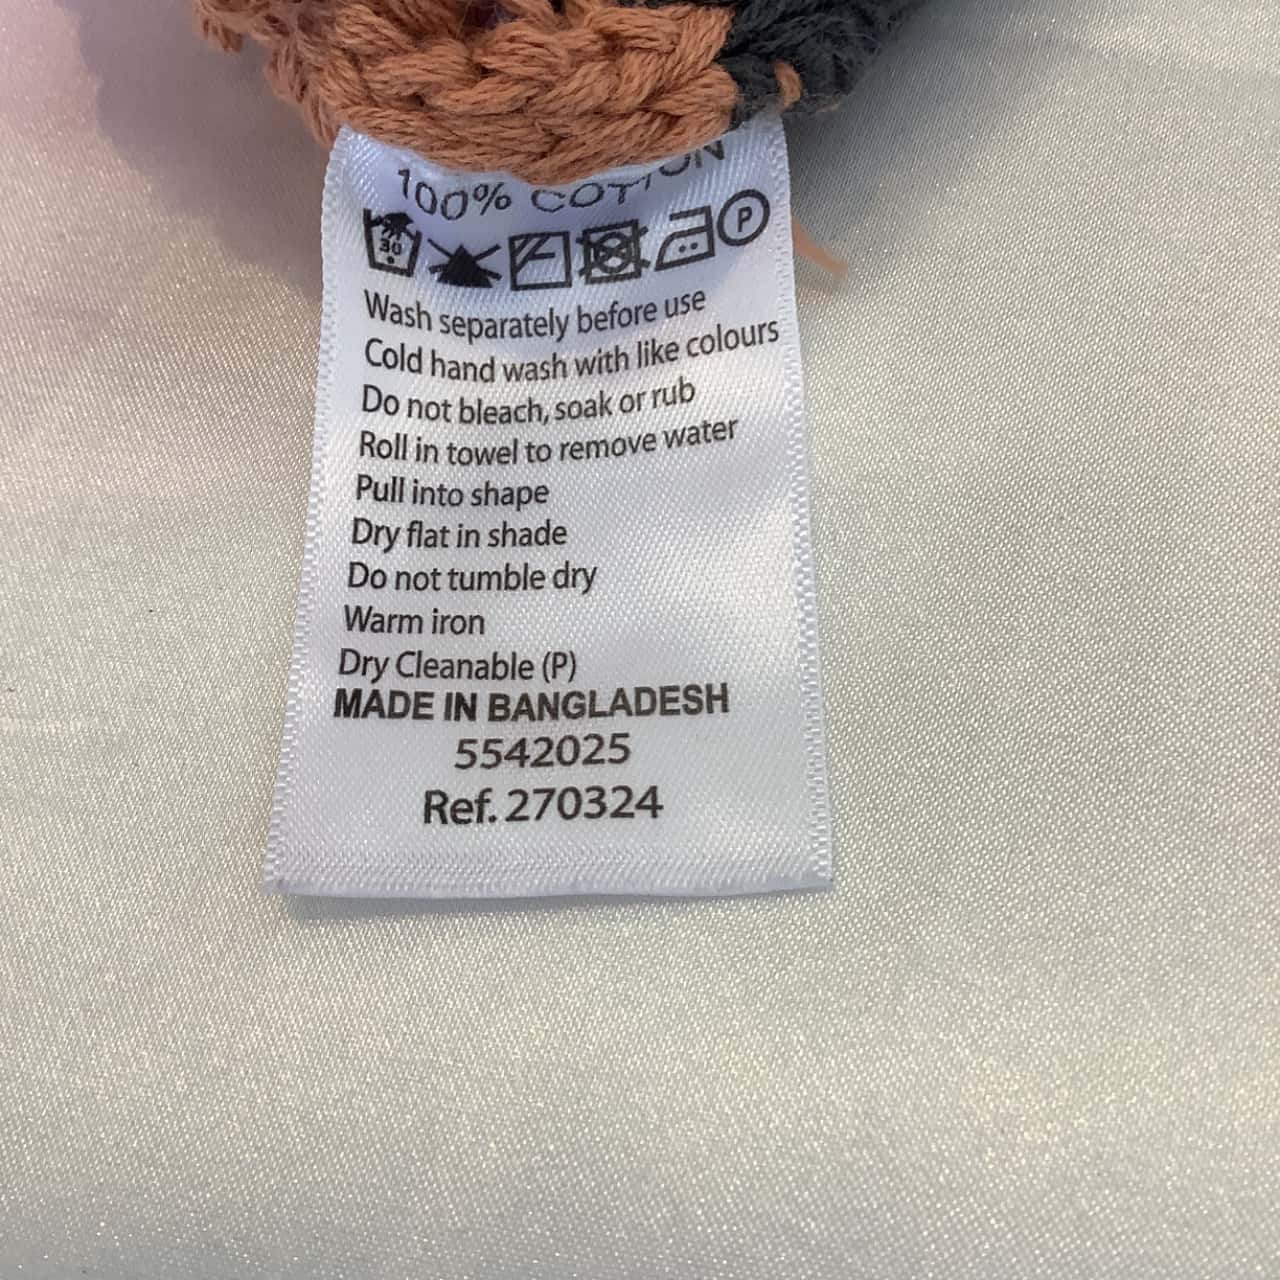 100% COTTON
30
P
Wash separately before use
Cold hand wash with like colours
Do not bleach, soak or rub
Roll in towel to remove water
Pull into shape
Dry flat in shade
Do not tumble dry
Warm iron
Dry Cleanable (P)
MADE IN BANGLADESH
5542025
Ref. 270324